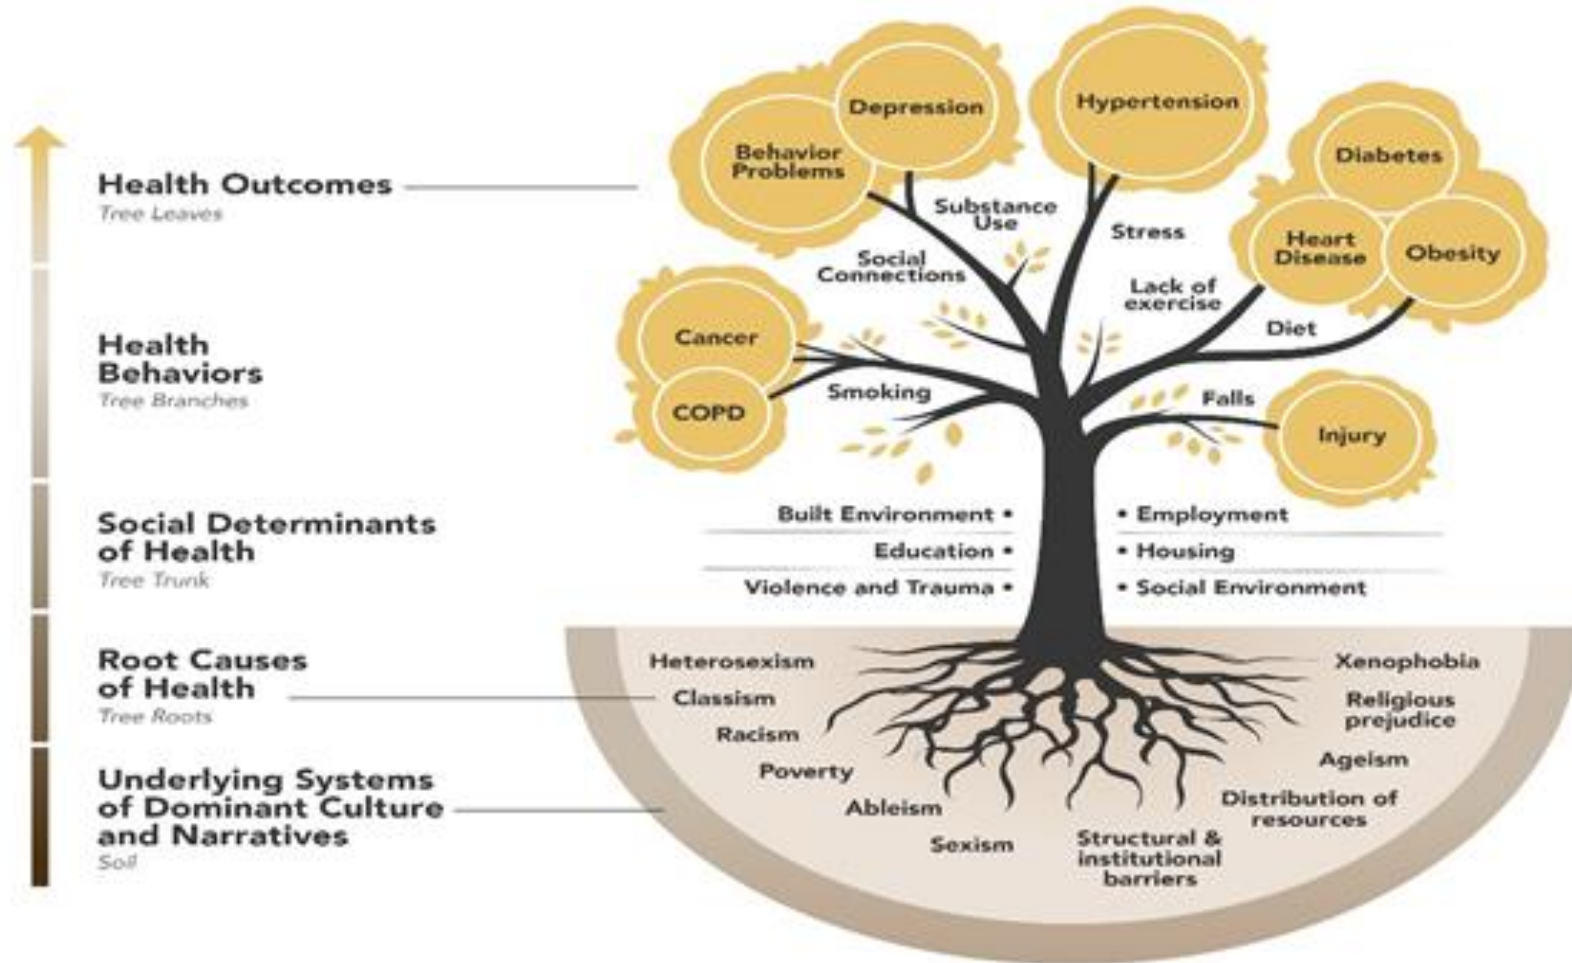 Health Outcomes
Tree Leaves
Health
Behaviors
Tree Branches
Social Determinants
of Health
Tree Trunk
Root Causes
of Health
Tree Roots
Underlying Systems
of Dominant Culture
and Narratives
Soil
Depression
Behavior
Problems
Hypertension
Diabetes
Heart
Disease
Obesity
Substance
Use
Social
Connections
Stress
Lack of
exercise
Diet
Cancer
COPD
Smoking
Falls
Injury
Built Environment •
Education •
Violence and Trauma •
• Employment
• Housing
• Social Environment
Heterosexism
Classism
Racism
Poverty
Ableism
Sexism
Structural &
institutional
barriers
Distribution of
resources
Ageism
Religious
prejudice
Xenophobia